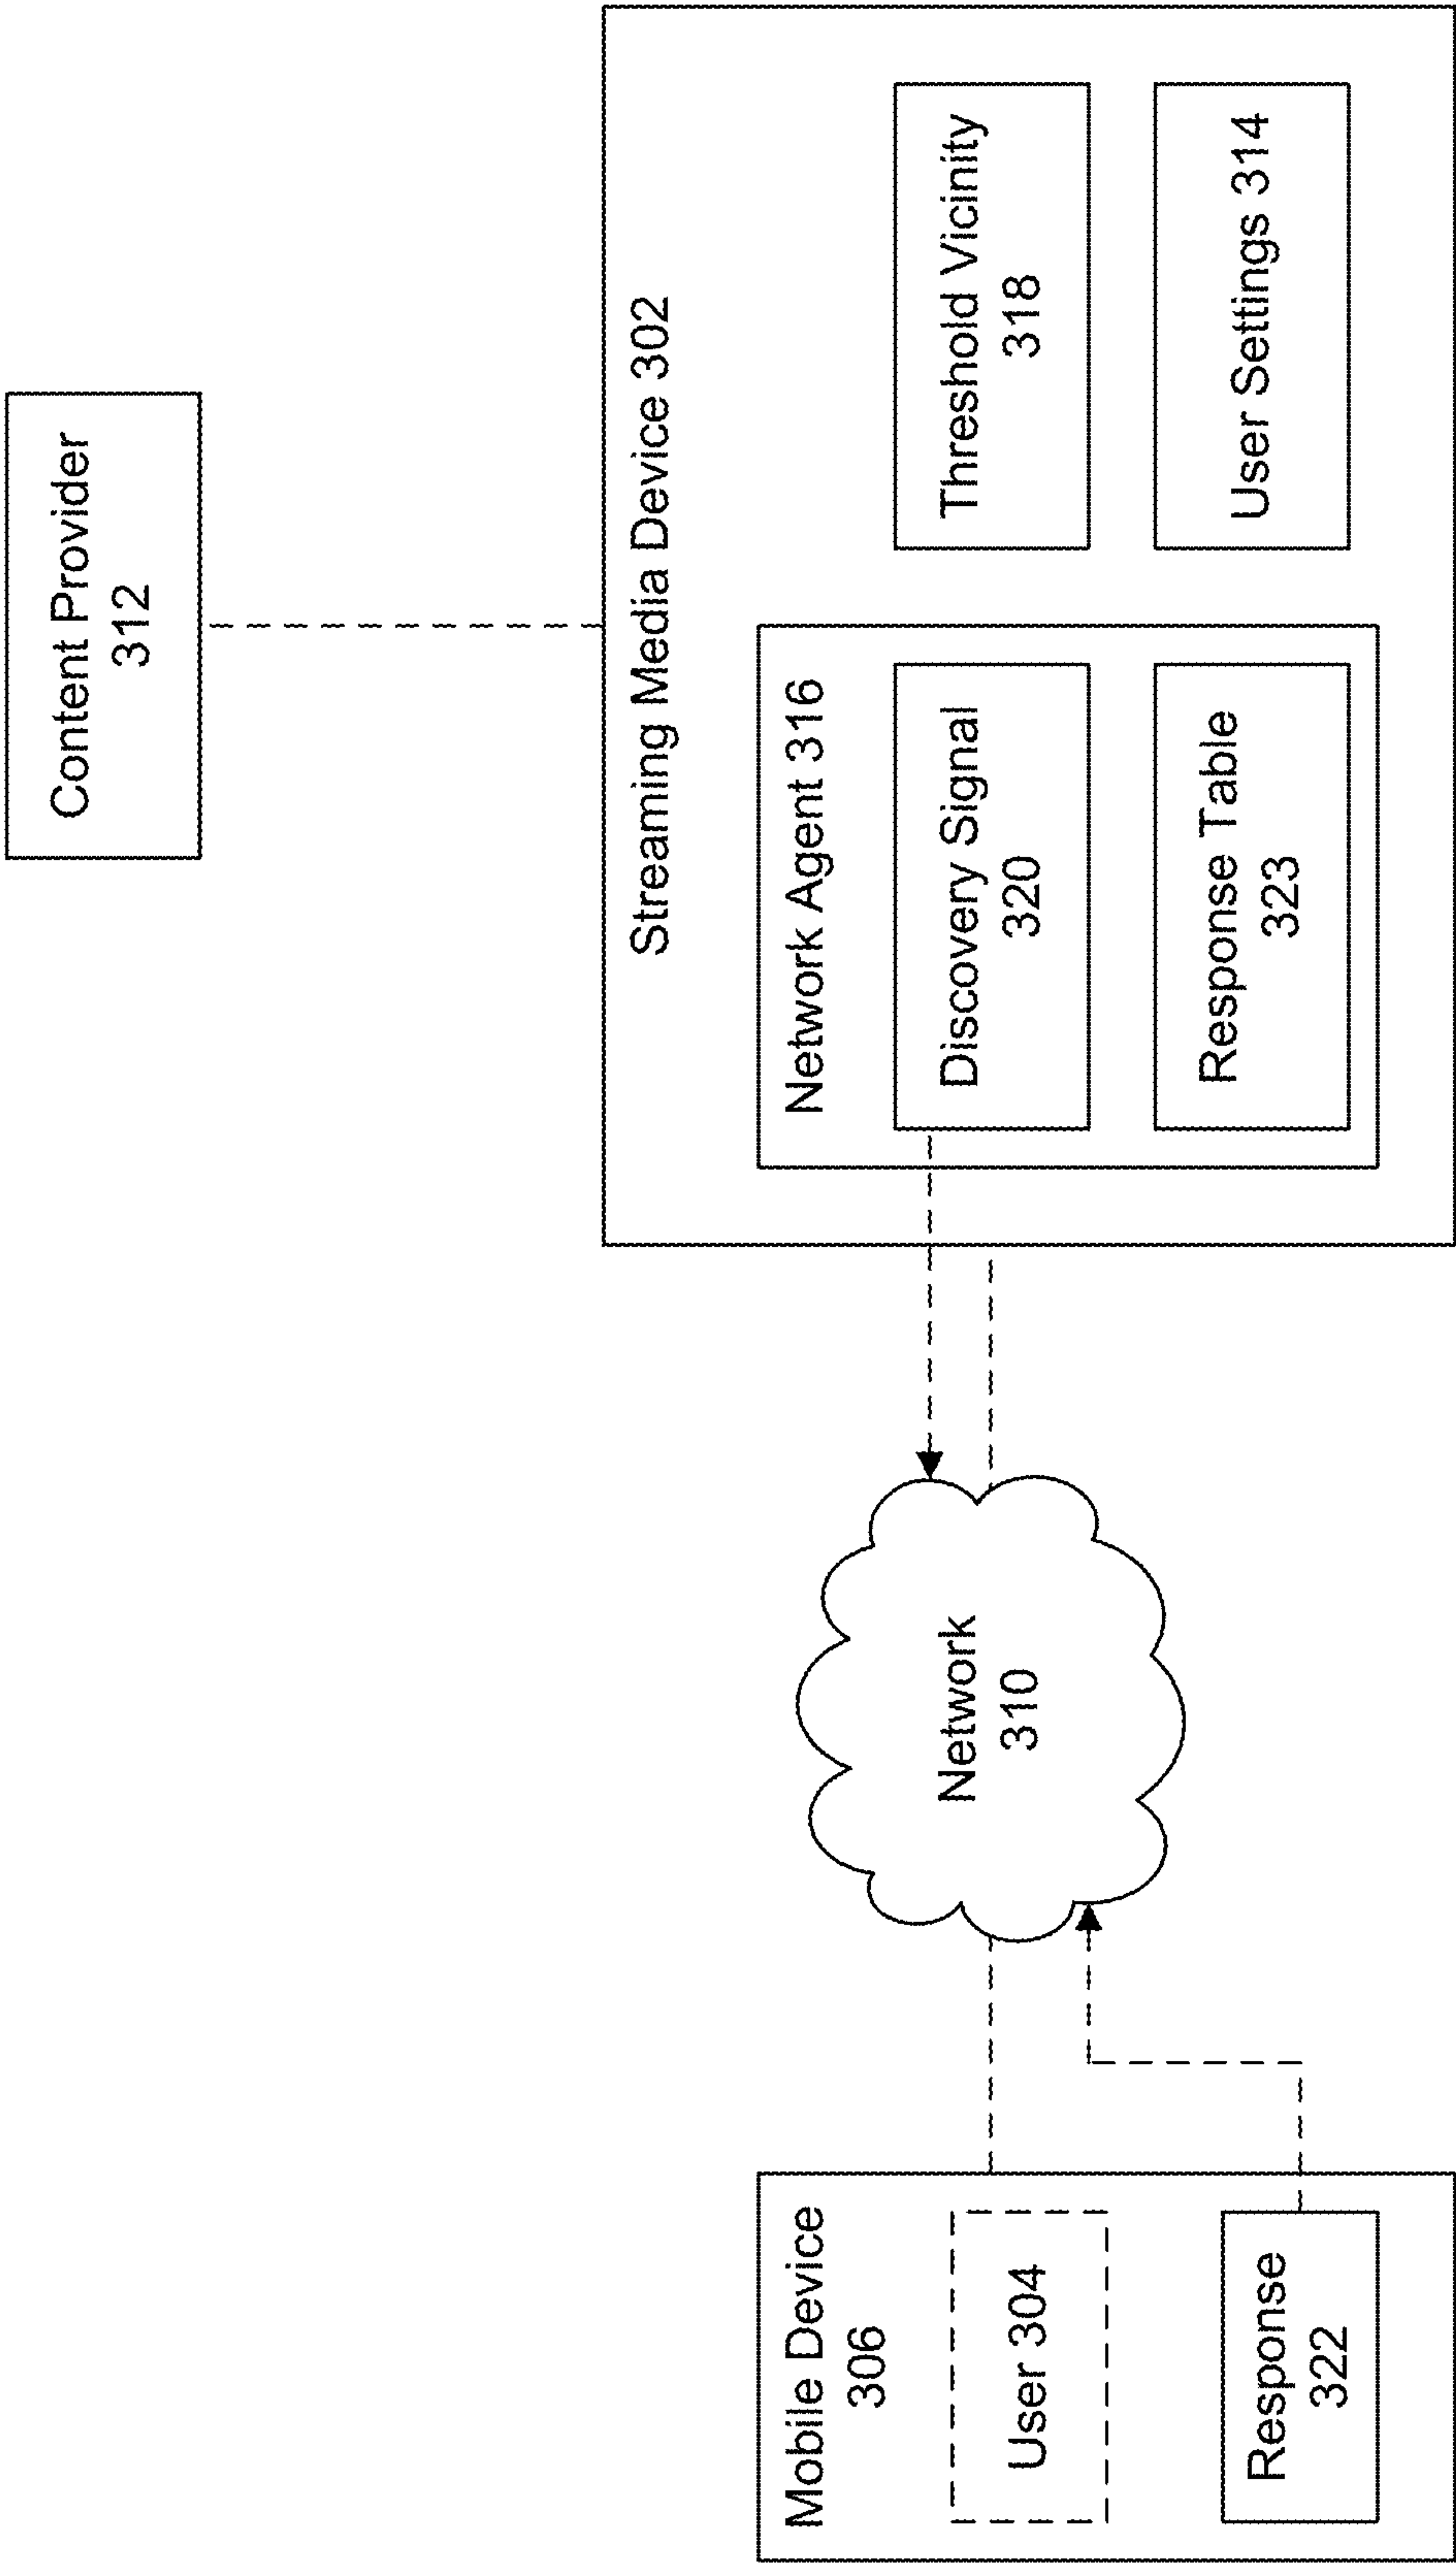 Content Provider
312
Streaming Media Device 302
Mobile Device
306
User 304
Response
322
Network
310
Network Agent 316
Discovery Signal
320
Response Table
323
Threshold Vicinity
318
User Settings 314